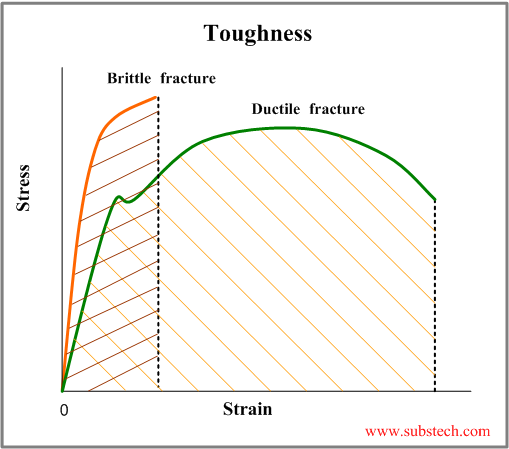 Toughness
Brittle fracture
Ductile fracture
Stress
0
Strain
www.substech.com